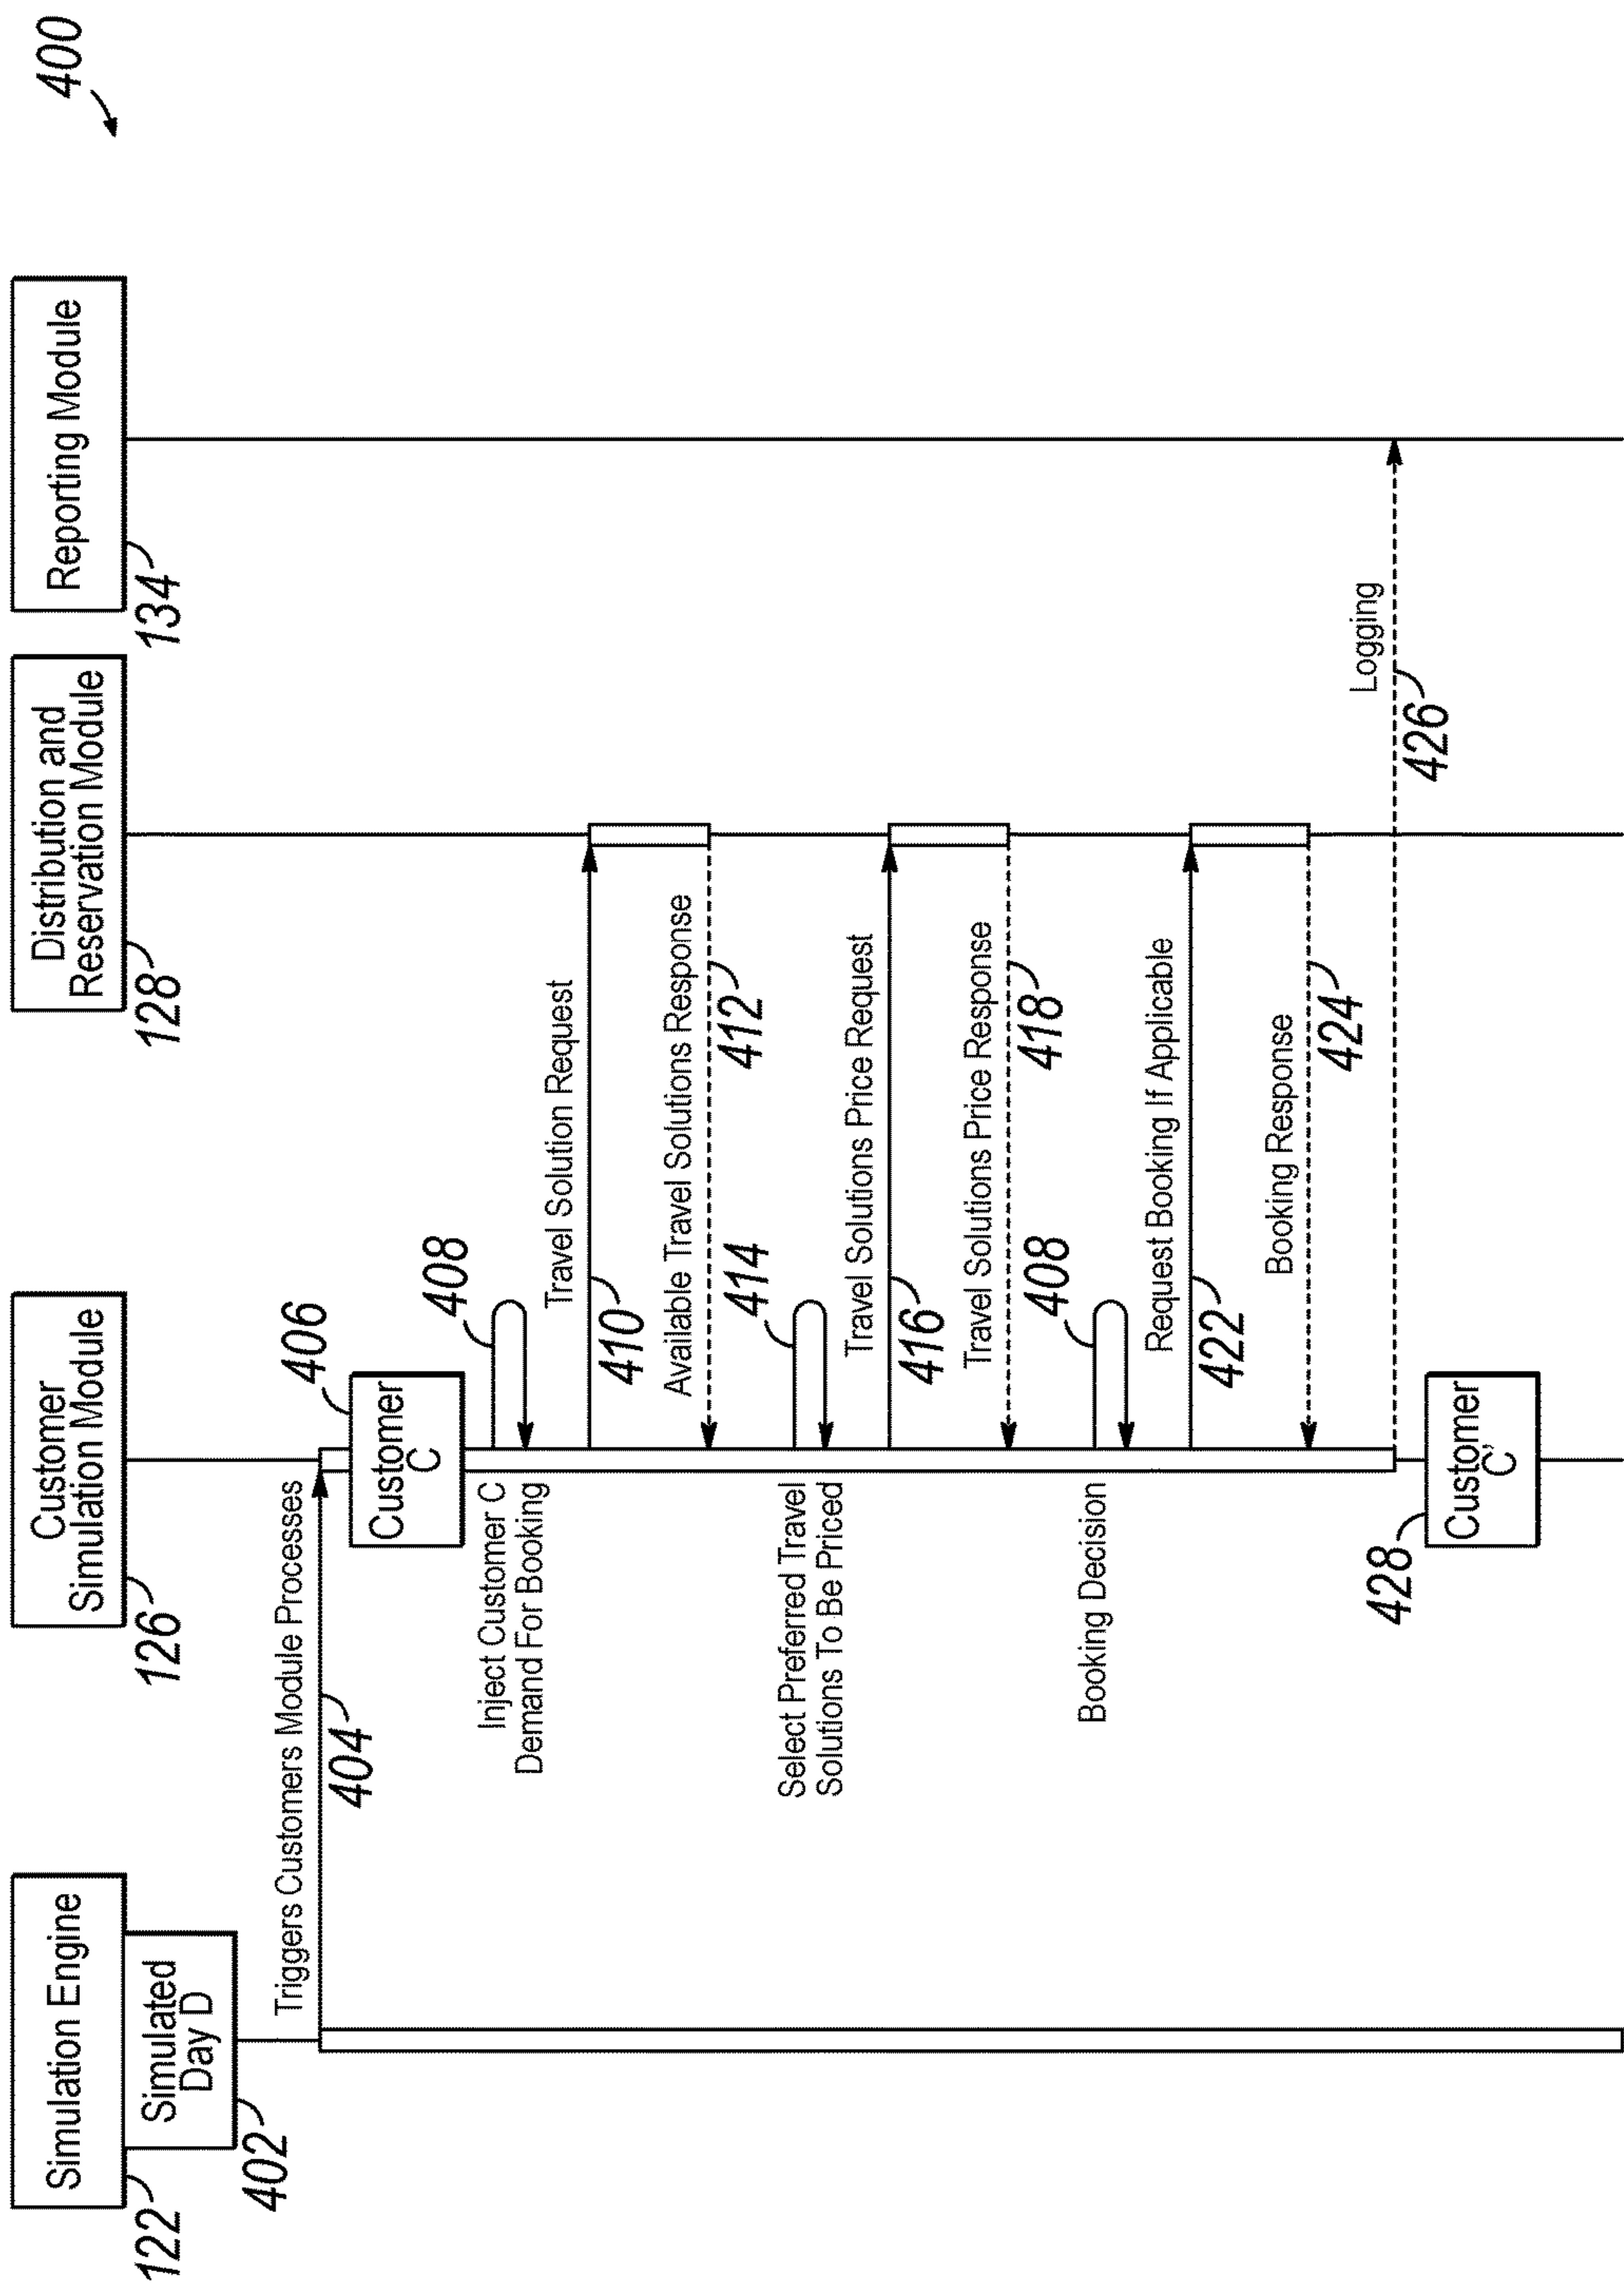 400
Simulation Engine
122
Simulated
Day D
402
Customer
Simulation Module
126
Distribution and
Reservation Module
128
Reporting Module
134
Triggers Customers Module Processes
404
Customer
C
406
Inject Customer C
Demand For Booking
408
Travel Solution Request
410
Available Travel Solutions Response
412
Select Preferred Travel
Solutions To Be Priced
414
Travel Solutions Price Request
416
Travel Solutions Price Response
418
Booking Decision
408
Request Booking If Applicable
422
Booking Response
424
Logging
426
Customer
C'
428